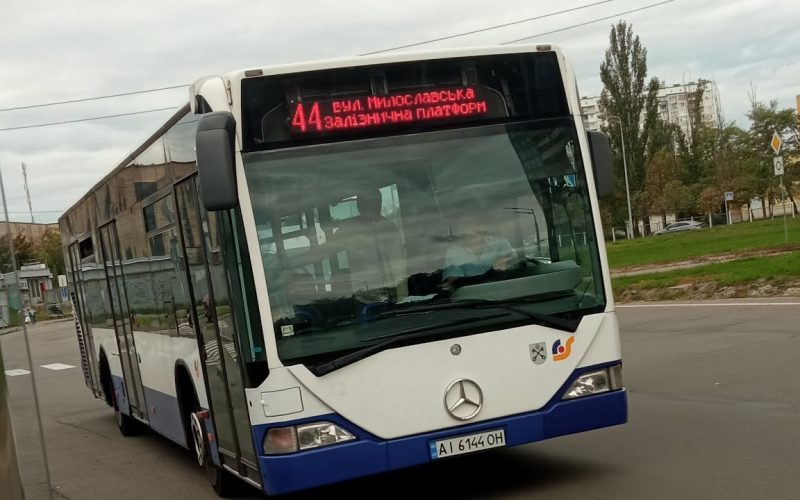 44 вул. Милославська
Залізнична платформ
AI 6144 OH